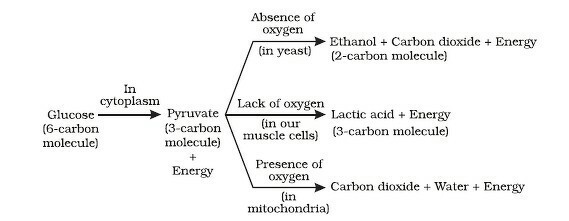 Absence of
oxygen
(in yeast)
Ethanol + Carbon dioxide + Energy
(2-carbon molecule)
In
cytoplasm
Glucose
(6-carbon
molecule)
Pyruvate
(3-carbon
molecule)
+
Energy
Lack of oxygen
(in our
muscle cells)
Lactic acid + Energy
(3-carbon molecule)
Presence of
oxygen
(in
mitochondria)
Carbon dioxide + Water + Energy